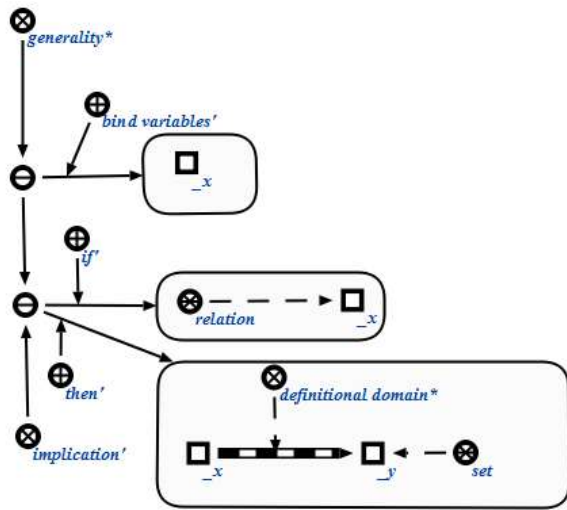 generality*
bind variables'
_x
if'
relation
_x
then'
definitional domain*
implication'
_x
_y
set